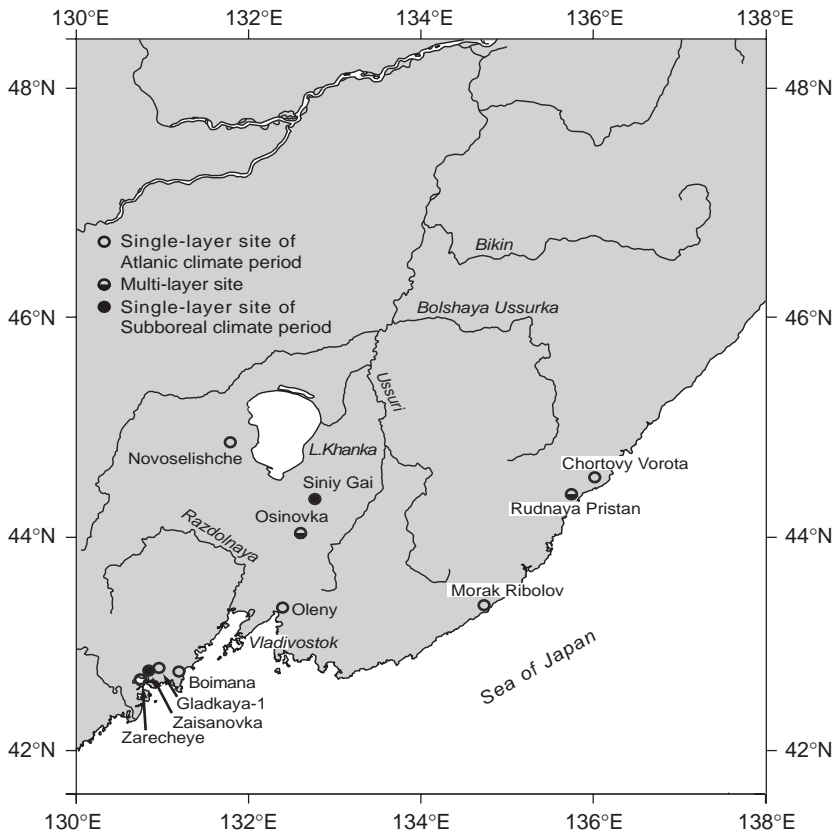 130°E 132°E 134°E 136°E 138°E
48°N 48°N
Single-layer site of
Atlanic climate period
Multi-layer site
Single-layer site of
Subboreal climate period
Bikin
46°N 46°N
Bolshaya Ussurka
Ussuri
Novoselishche
L.Khanka
Siniy Gai
Osinovka
Chortovy Vorota
Rudnaya Pristan
44°N 44°N
Razdolnaya
Morak Ribolov
Oleny
Vladivostok
Sea of Japan
Boimana
Gladkaya-1
Zaisanovka
Zarecheye
42°N 42°N
130°E 132°E 134°E 136°E 138°E